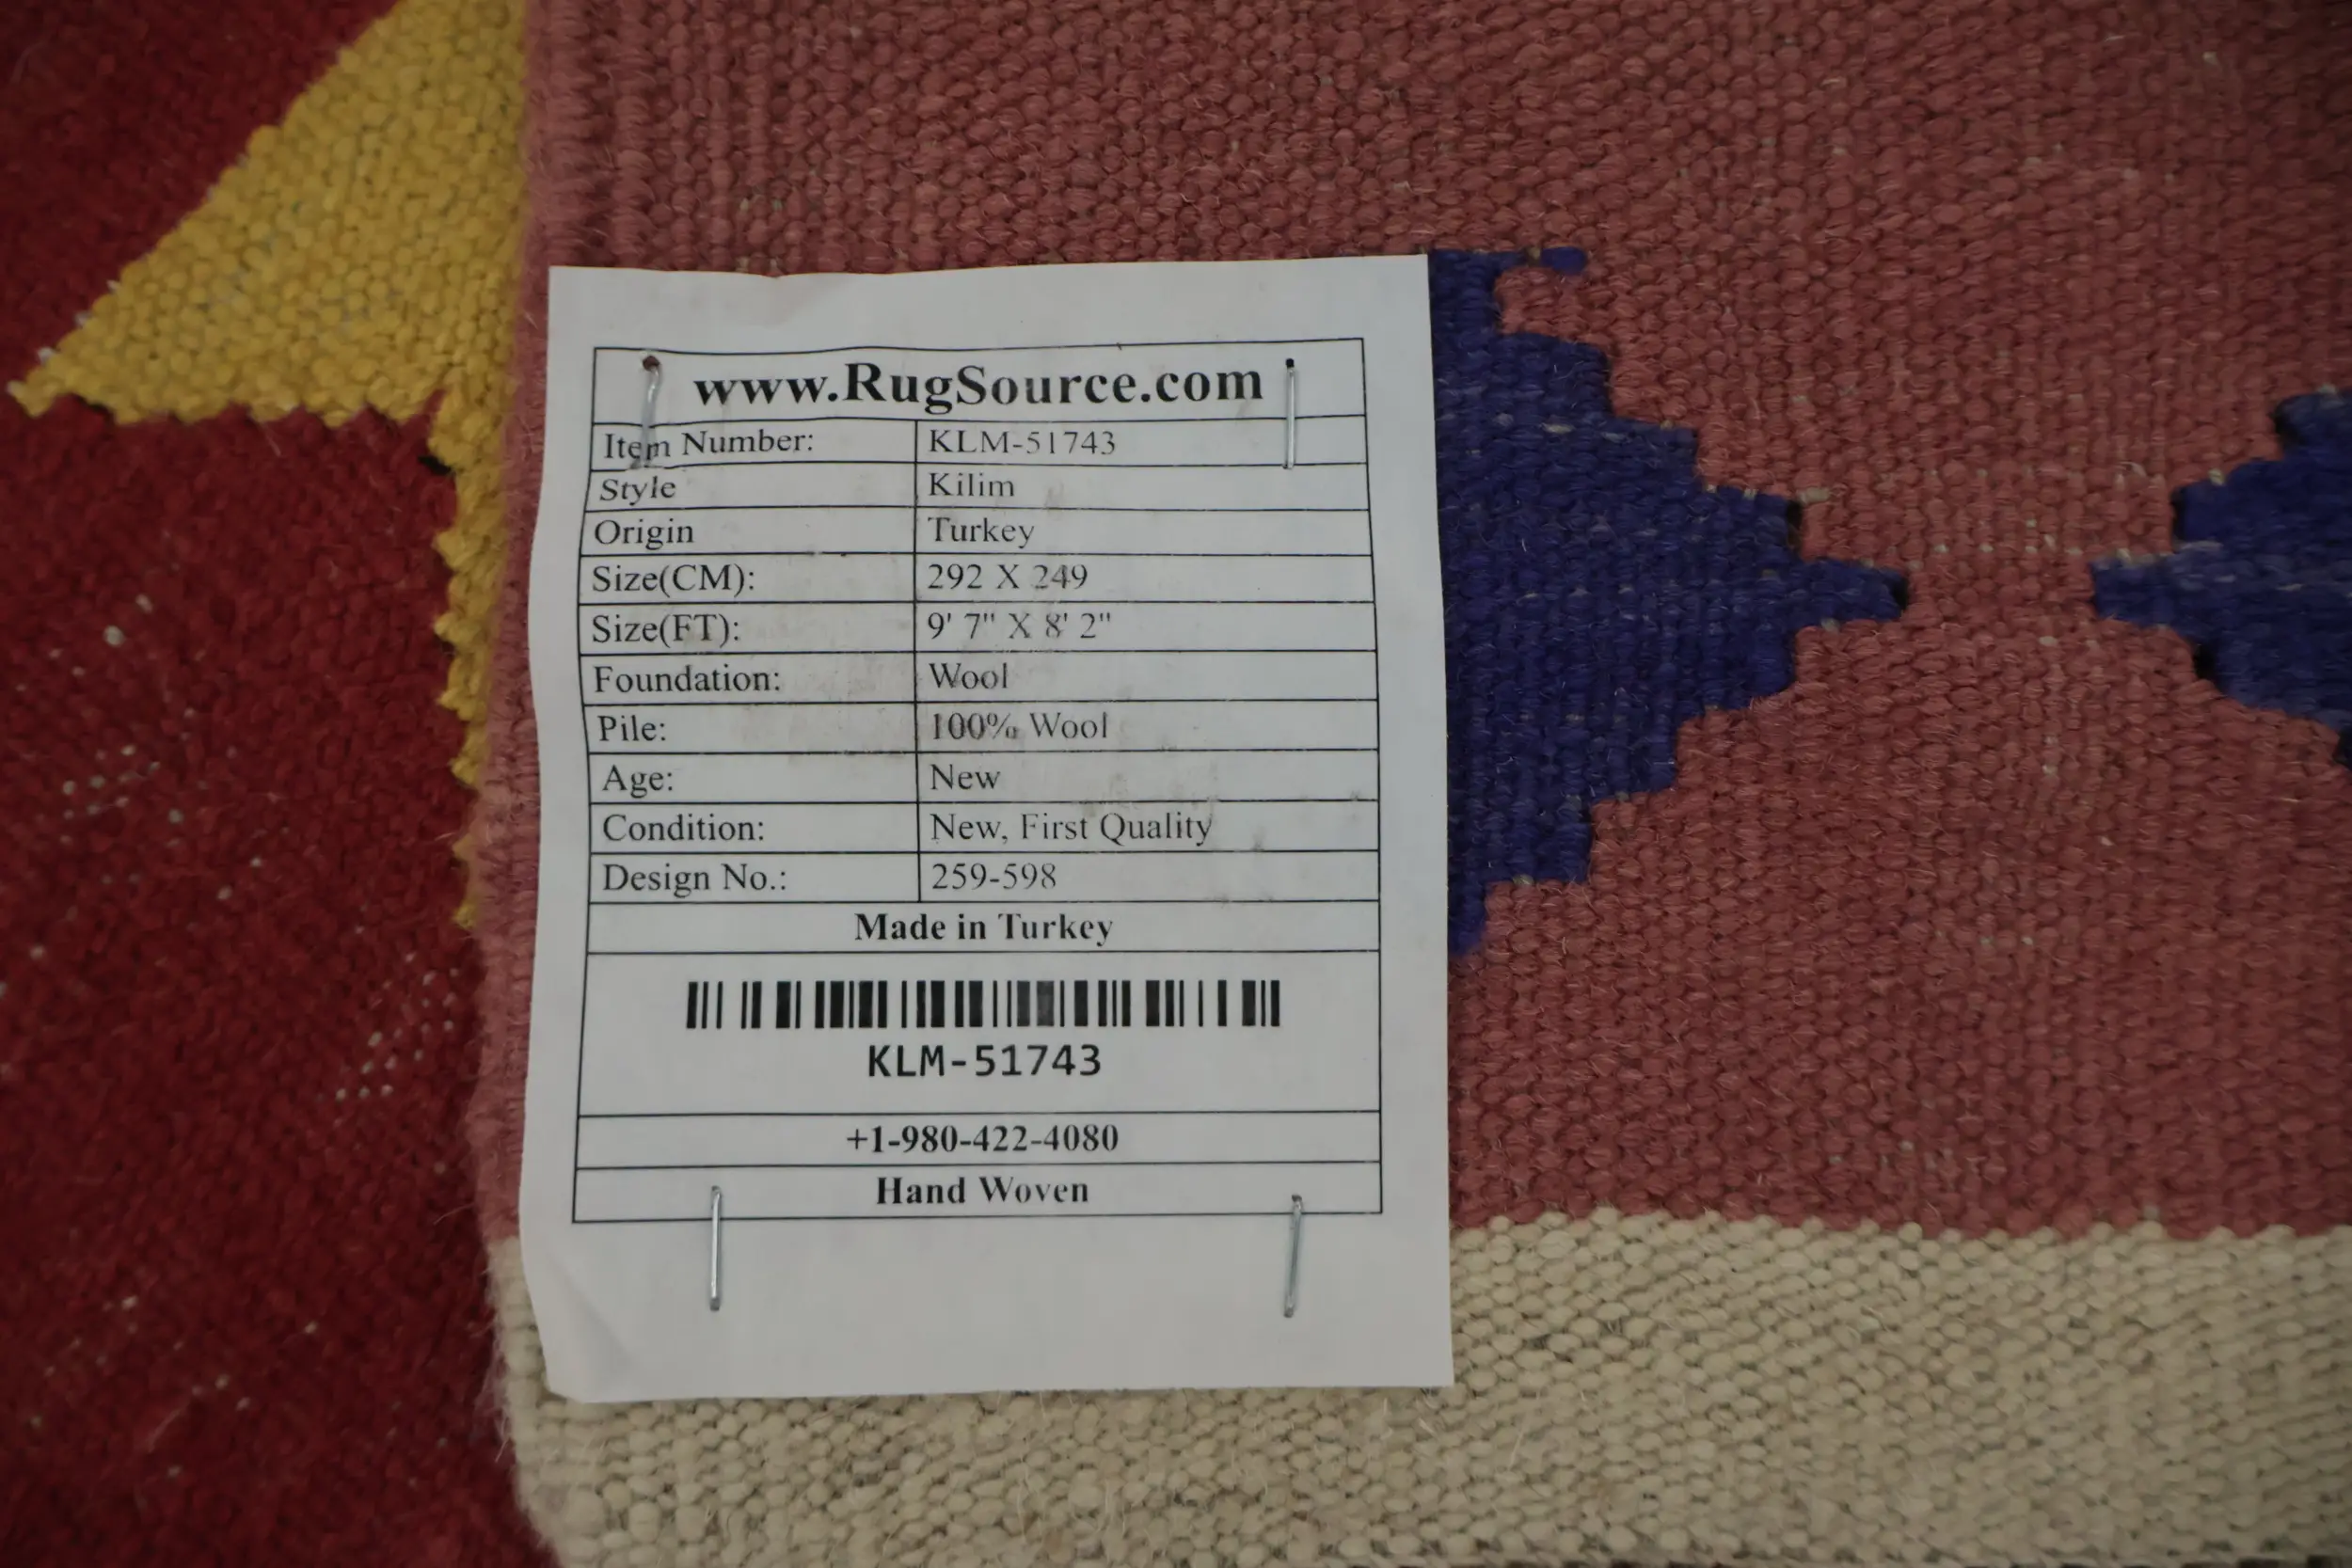 www.RugSource.com
Item Number: KLM-51743
Style Kilim
Origin Turkey
Size(CM): 292 X 249
Size(FT): 9' 7" X 8' 2"
Foundation: Wool
Pile: 100% Wool
Age: New
Condition: New, First Quality
Design No.: 259-598
Made in Turkey
KLM-51743
+1-980-422-4080
Hand Woven